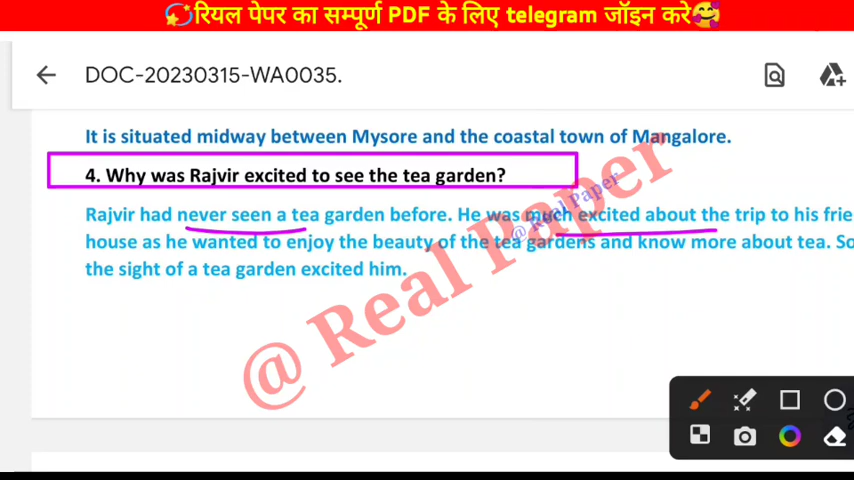 💫रियल पेपर का सम्पूर्ण PDF के लिए telegram जॉइन करे🥰
DOC-20230315-WA0035.
It is situated midway between Mysore and the coastal town of Mangalore.
4. Why was Rajvir excited to see the tea garden?
Rajvir had never seen a tea garden before. He was much excited about the trip to his frie
house as he wanted to enjoy the beauty of the tea gardens and know more about tea. So
the sight of a tea garden excited him.
@ Real Paper
@ Real Paper